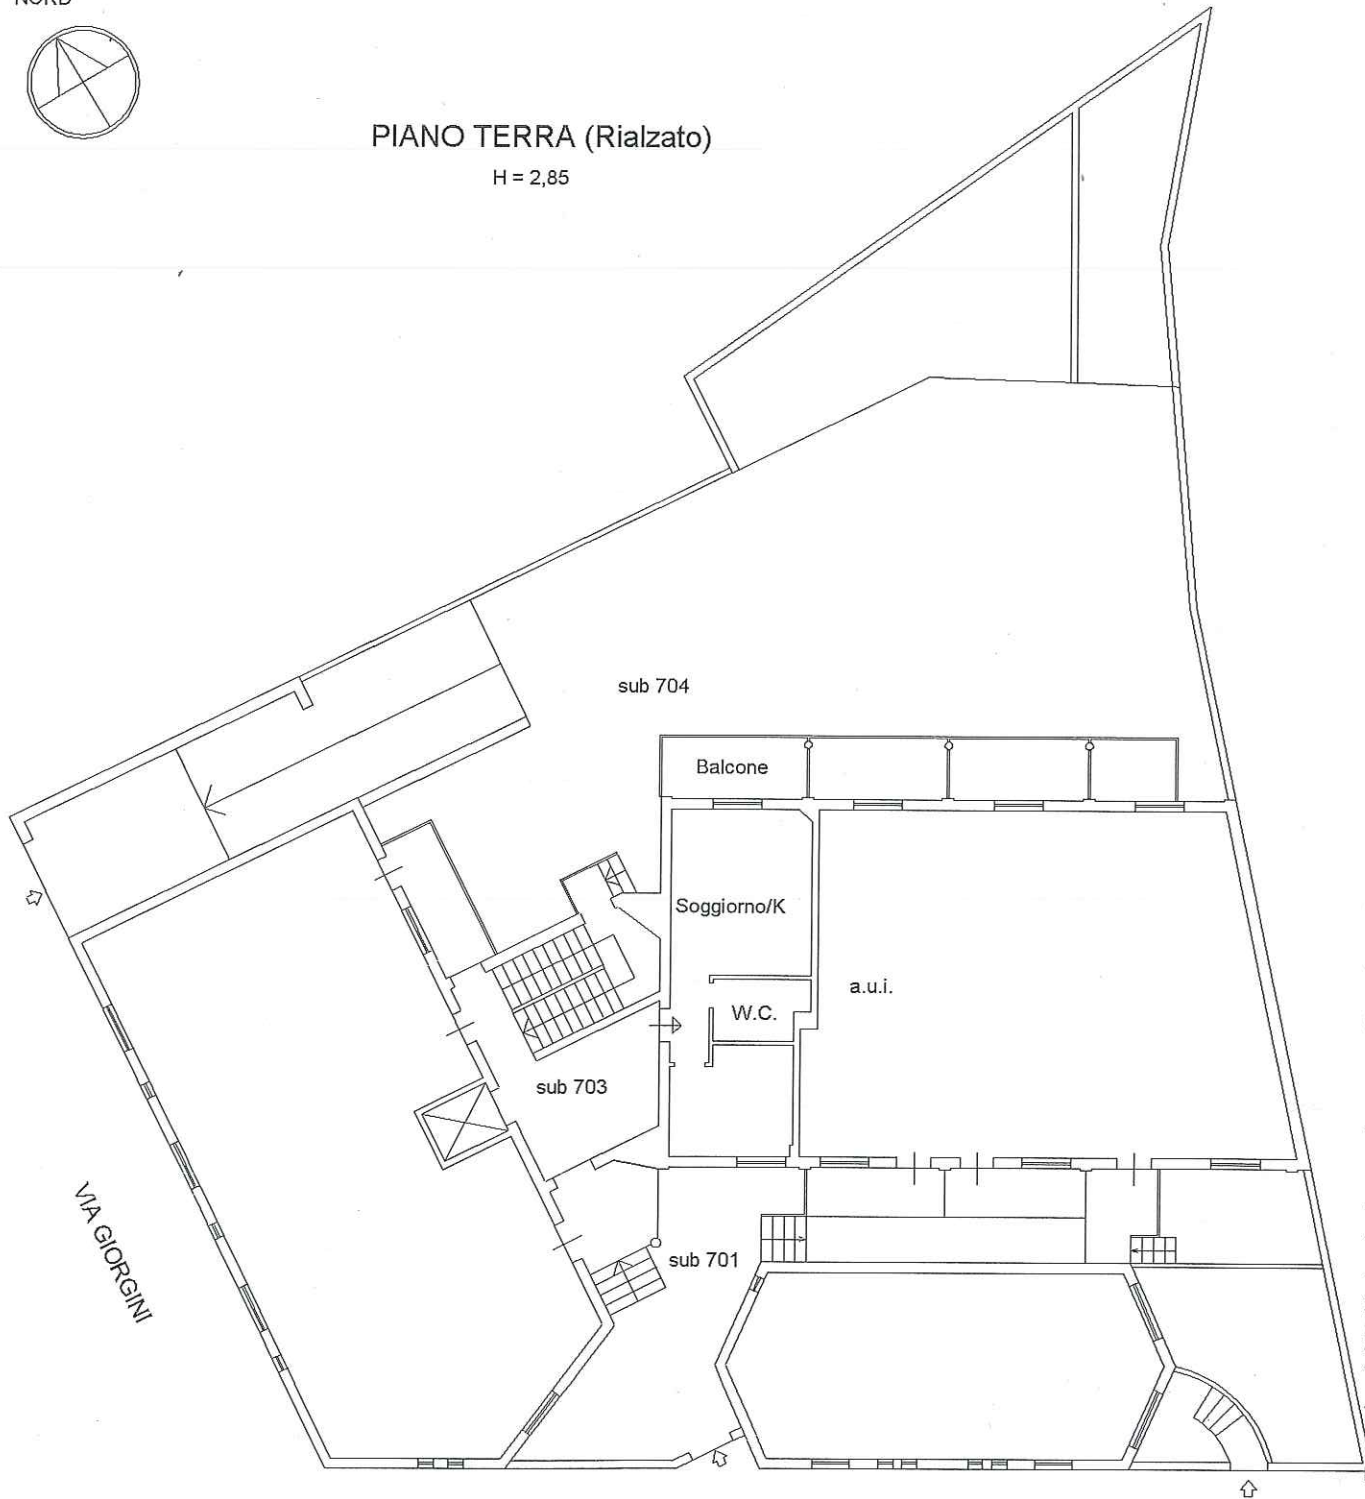 NORD
PIANO TERRA (Rialzato)
H = 2,85
sub 704
Balcone
Soggiorno/K
a.u.i.
W.C.
sub 703
VIA GIORGINI
sub 701